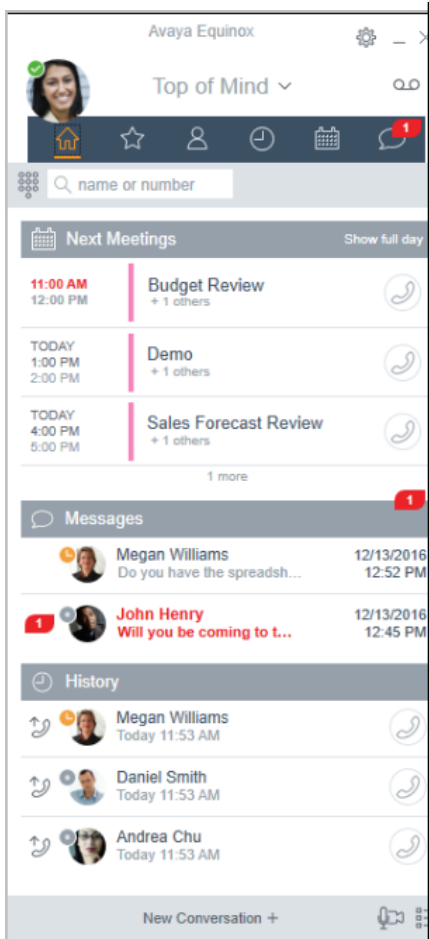 Avaya Equinox
Top of Mind
1
name or number
Next Meetings Show full day
11:00 AM
12:00 PM
Budget Review
+ 1 others
TODAY
1:00 PM
2:00 PM
Demo
+ 1 others
TODAY
4:00 PM
5:00 PM
Sales Forecast Review
+ 1 others
1 more
1
Messages
Megan Williams 12/13/2016
Do you have the spreadsh... 12:52 PM
1
John Henry 12/13/2016
Will you be coming to t... 12:45 PM
History
Megan Williams
Today 11:53 AM
Daniel Smith
Today 11:53 AM
Andrea Chu
Today 11:53 AM
New Conversation +